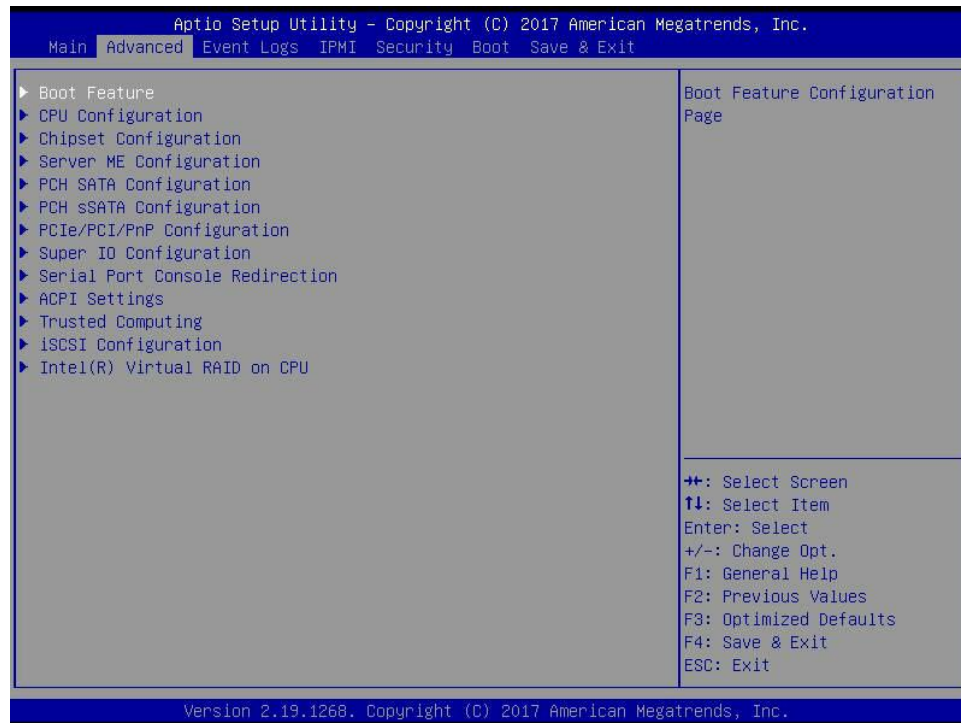 Aptio Setup Utility – Copyright (C) 2017 American Megatrends, Inc.
Main Advanced Event Logs IPMI Security Boot Save & Exit
▶ Boot Feature
▶ CPU Configuration
▶ Chipset Configuration
▶ Server ME Configuration
▶ PCH SATA Configuration
▶ PCH sSATA Configuration
▶ PCIe/PCI/PnP Configuration
▶ Super IO Configuration
▶ Serial Port Console Redirection
▶ ACPI Settings
▶ Trusted Computing
▶ iSCSI Configuration
▶ Intel(R) Virtual RAID on CPU
Boot Feature Configuration
Page
→←: Select Screen
↑↓: Select Item
Enter: Select
+/-: Change Opt.
F1: General Help
F2: Previous Values
F3: Optimized Defaults
F4: Save & Exit
ESC: Exit
Version 2.19.1268. Copyright (C) 2017 American Megatrends, Inc.